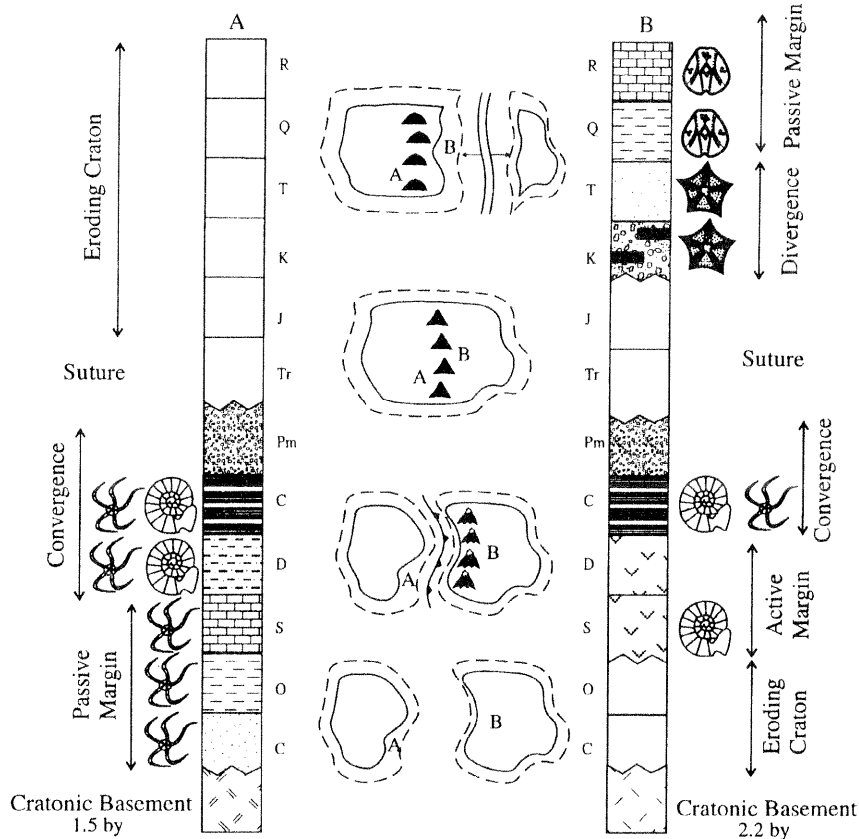 A
R
Q
T
K
J
Tr
Pm
C
D
S
O
C
Eroding Craton
Suture
Convergence
Passive
Margin
Cratonic Basement
1.5 by
A
B
A
B
A
B
A
B
B
R
Q
T
K
J
Tr
Pm
C
D
S
O
C
Passive Margin
Divergence
Suture
Convergence
Active
Margin
Eroding
Craton
Cratonic Basement
2.2 by